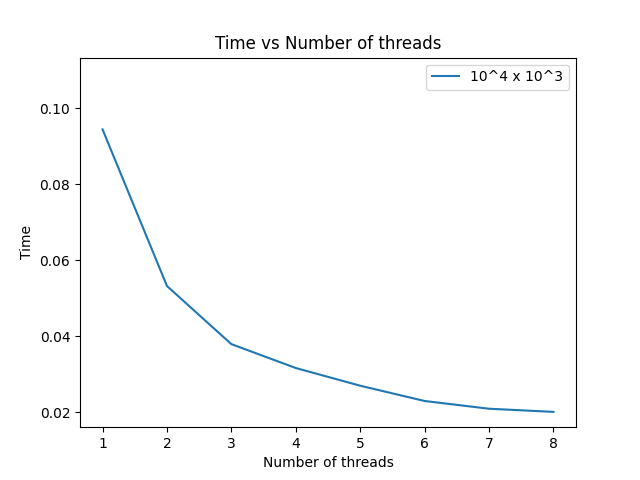 Time vs Number of threads
10^4 x 10^3
0.10
0.08
0.06
0.04
0.02
Time
1 2 3 4 5 6 7 8
Number of threads